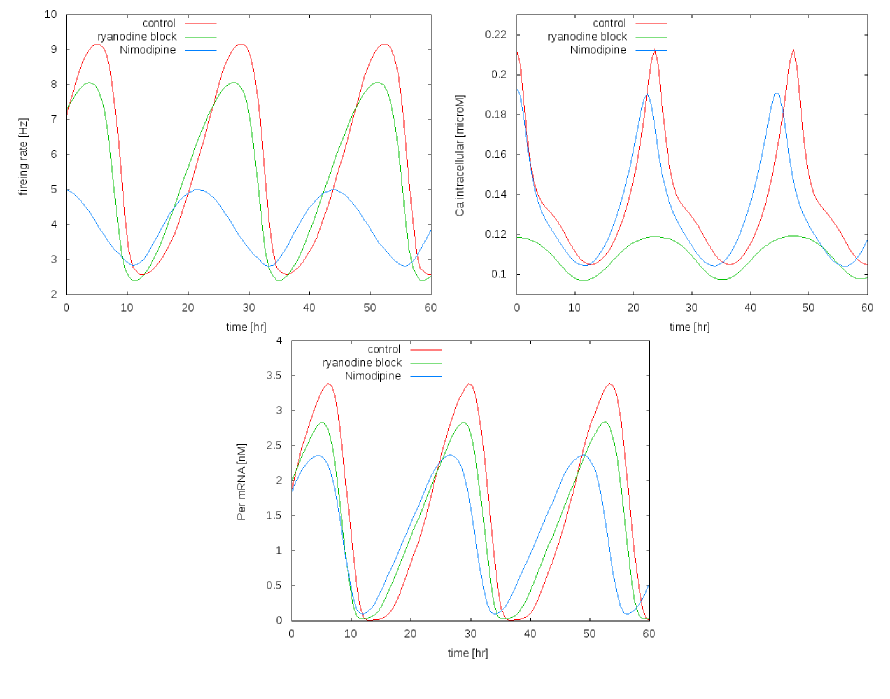 10
9
8
7
6
5
4
3
2
fireing rate [Hz]
control
ryanodine block
Nimodipine
0 10 20 30 40 50 60
time [hr]
0.22
0.2
0.18
0.16
0.14
0.12
0.1
Ca intracellular [microM]
control
ryanodine block
Nimodipine
0 10 20 30 40 50 60
time [hr]
4
3.5
3
2.5
2
1.5
1
0.5
0
Per mRNA [nM]
control
ryanodine block
Nimodipine
0 10 20 30 40 50 60
time [hr]